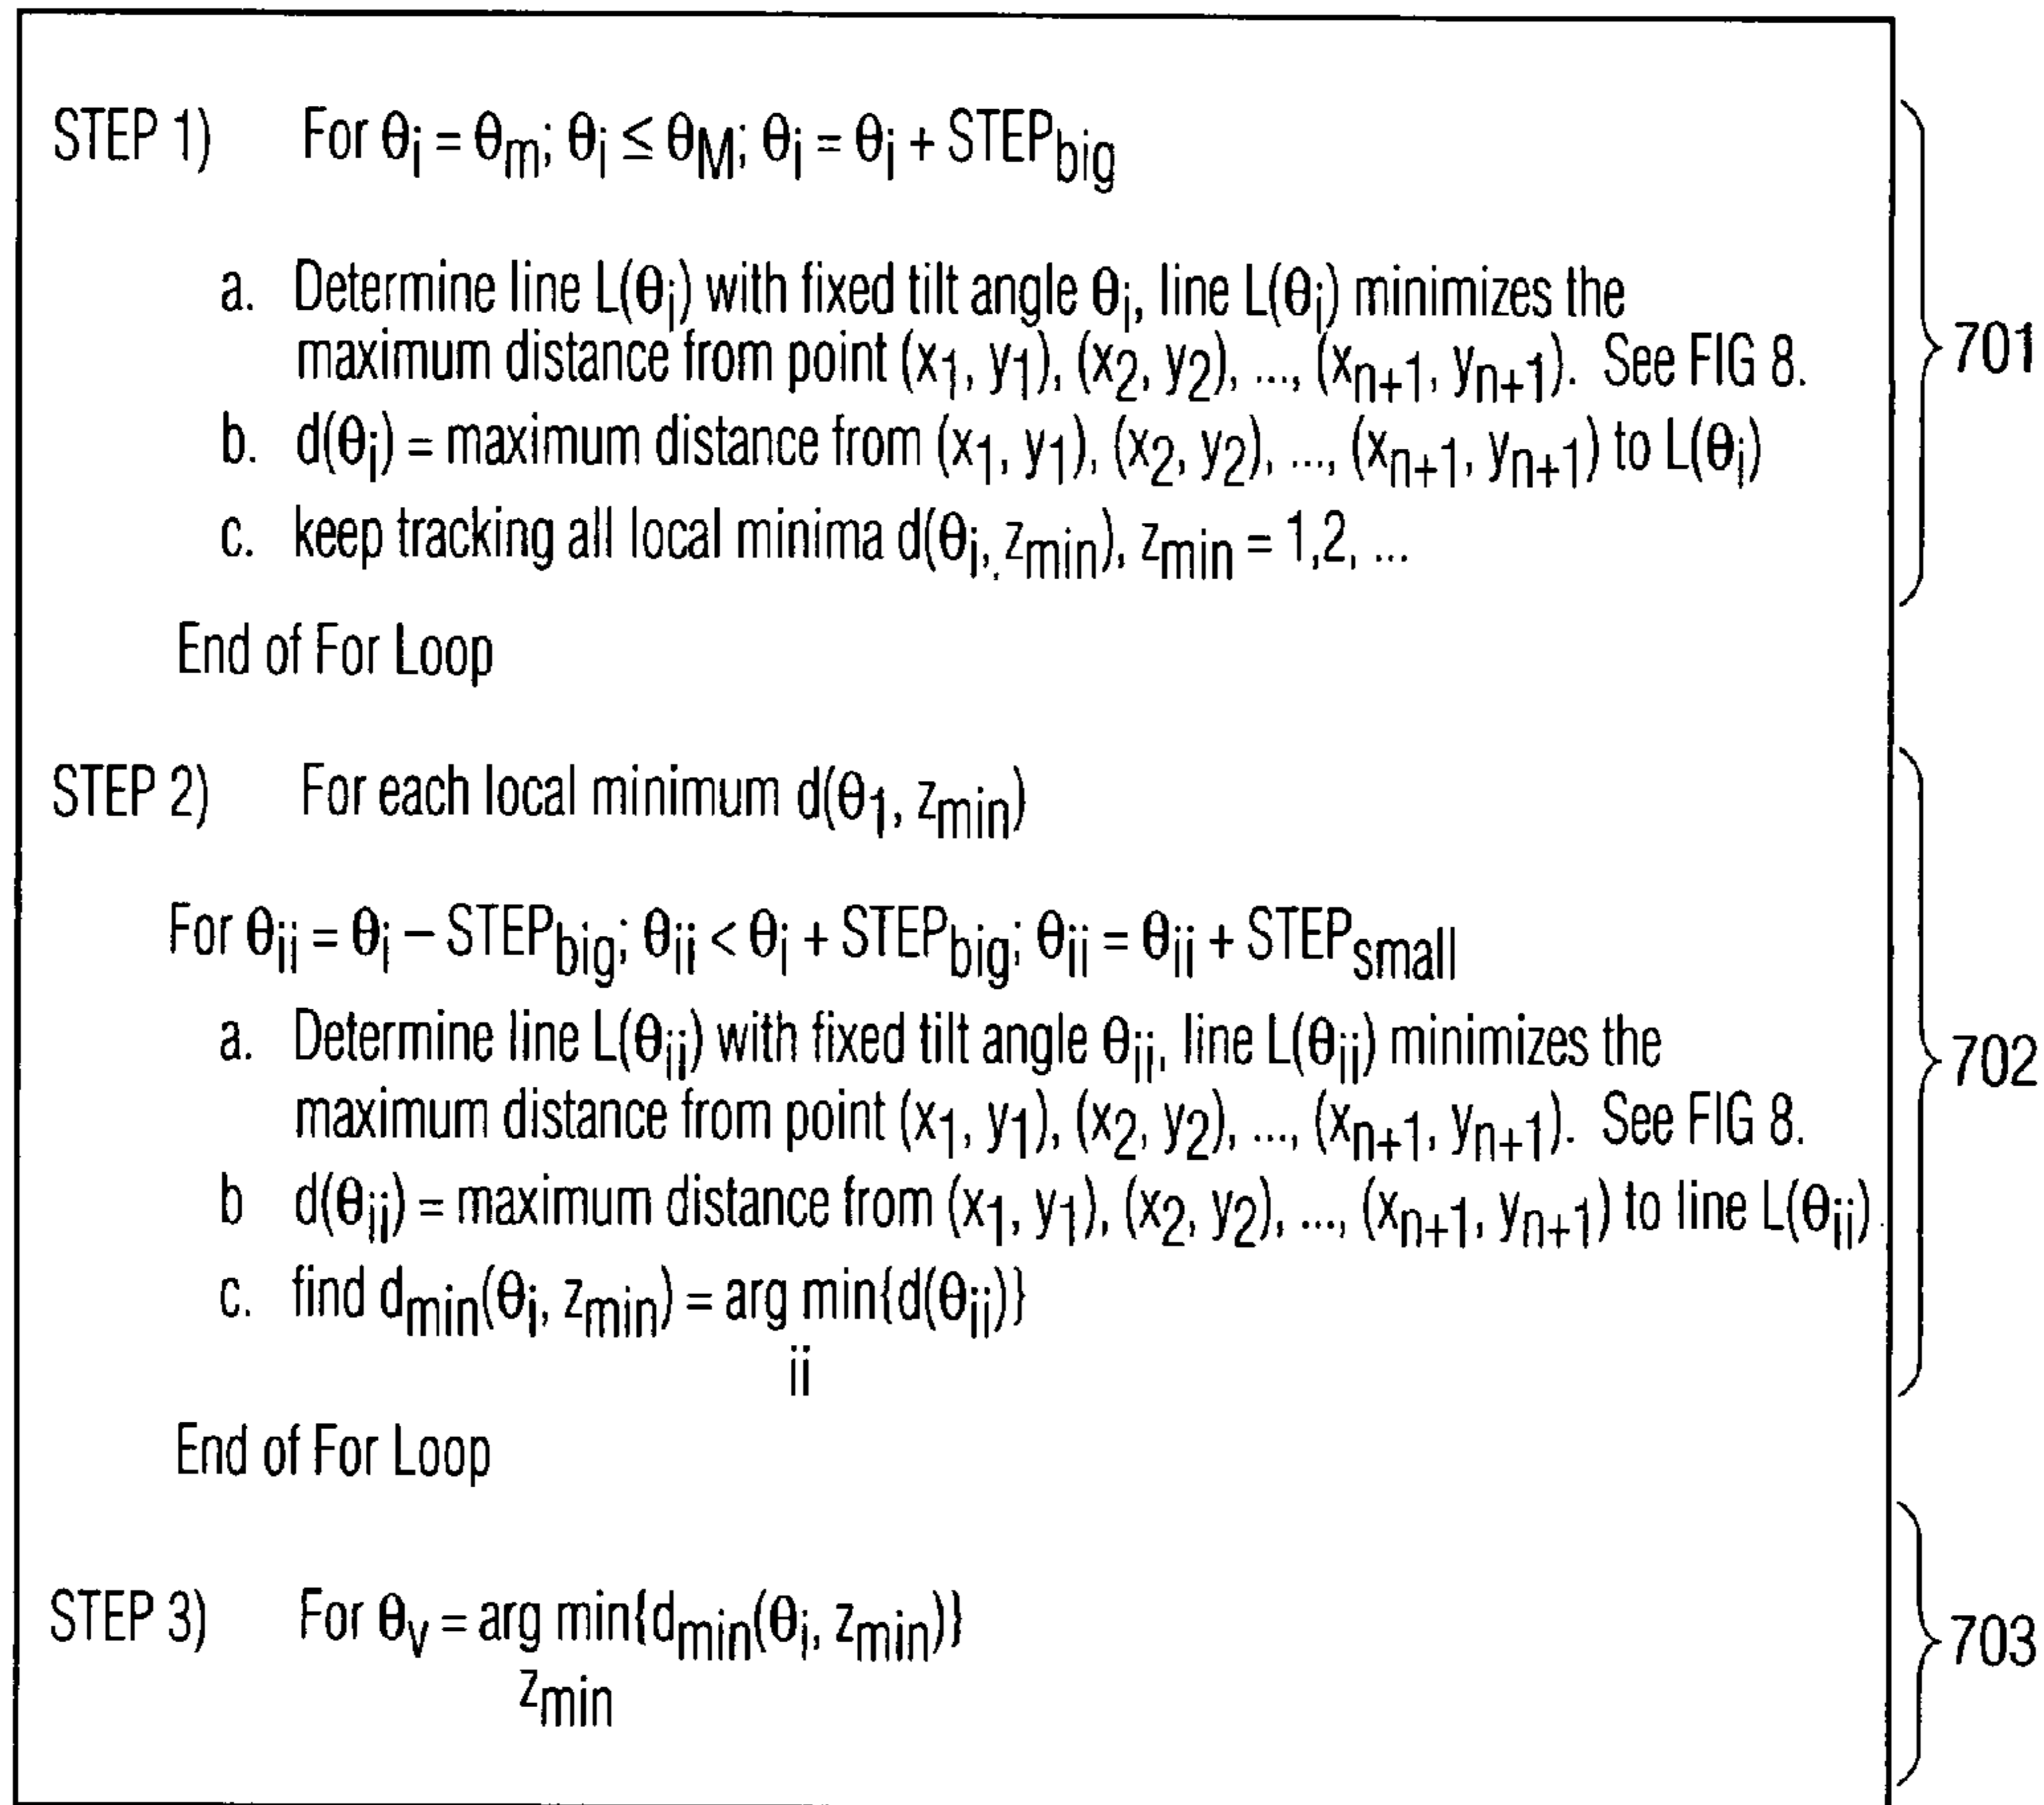 STEP 1) For θi = θm; θi ≤ θM; θi = θi + STEPbig
a. Determine line L(θi) with fixed tilt angle θi, line L(θi) minimizes the
maximum distance from point (x1, y1), (x2, y2), ..., (xn+1, yn+1). See FIG 8.
701
b. d(θi) = maximum distance from (x1, y1), (x2, y2), ..., (xn+1, yn+1) to L(θi)
c. keep tracking all local minima d(θi, zmin), zmin = 1,2, ...
End of For Loop
STEP 2) For each local minimum d(θ1, zmin)
For θii = θi – STEPbig; θii < θi + STEPbig; θii = θii + STEPsmall
a. Determine line L(θii) with fixed tilt angle θii, line L(θii) minimizes the
702
maximum distance from point (x1, y1), (x2, y2), ..., (xn+1, yn+1). See FIG 8.
b d(θii) = maximum distance from (x1, y1), (x2, y2), ..., (xn+1, yn+1) to line L(θii)
c. find dmin(θi, zmin) = arg min{d(θii)}
ii
End of For Loop
STEP 3) For θv = arg min{dmin(θi, zmin)}
zmin
703